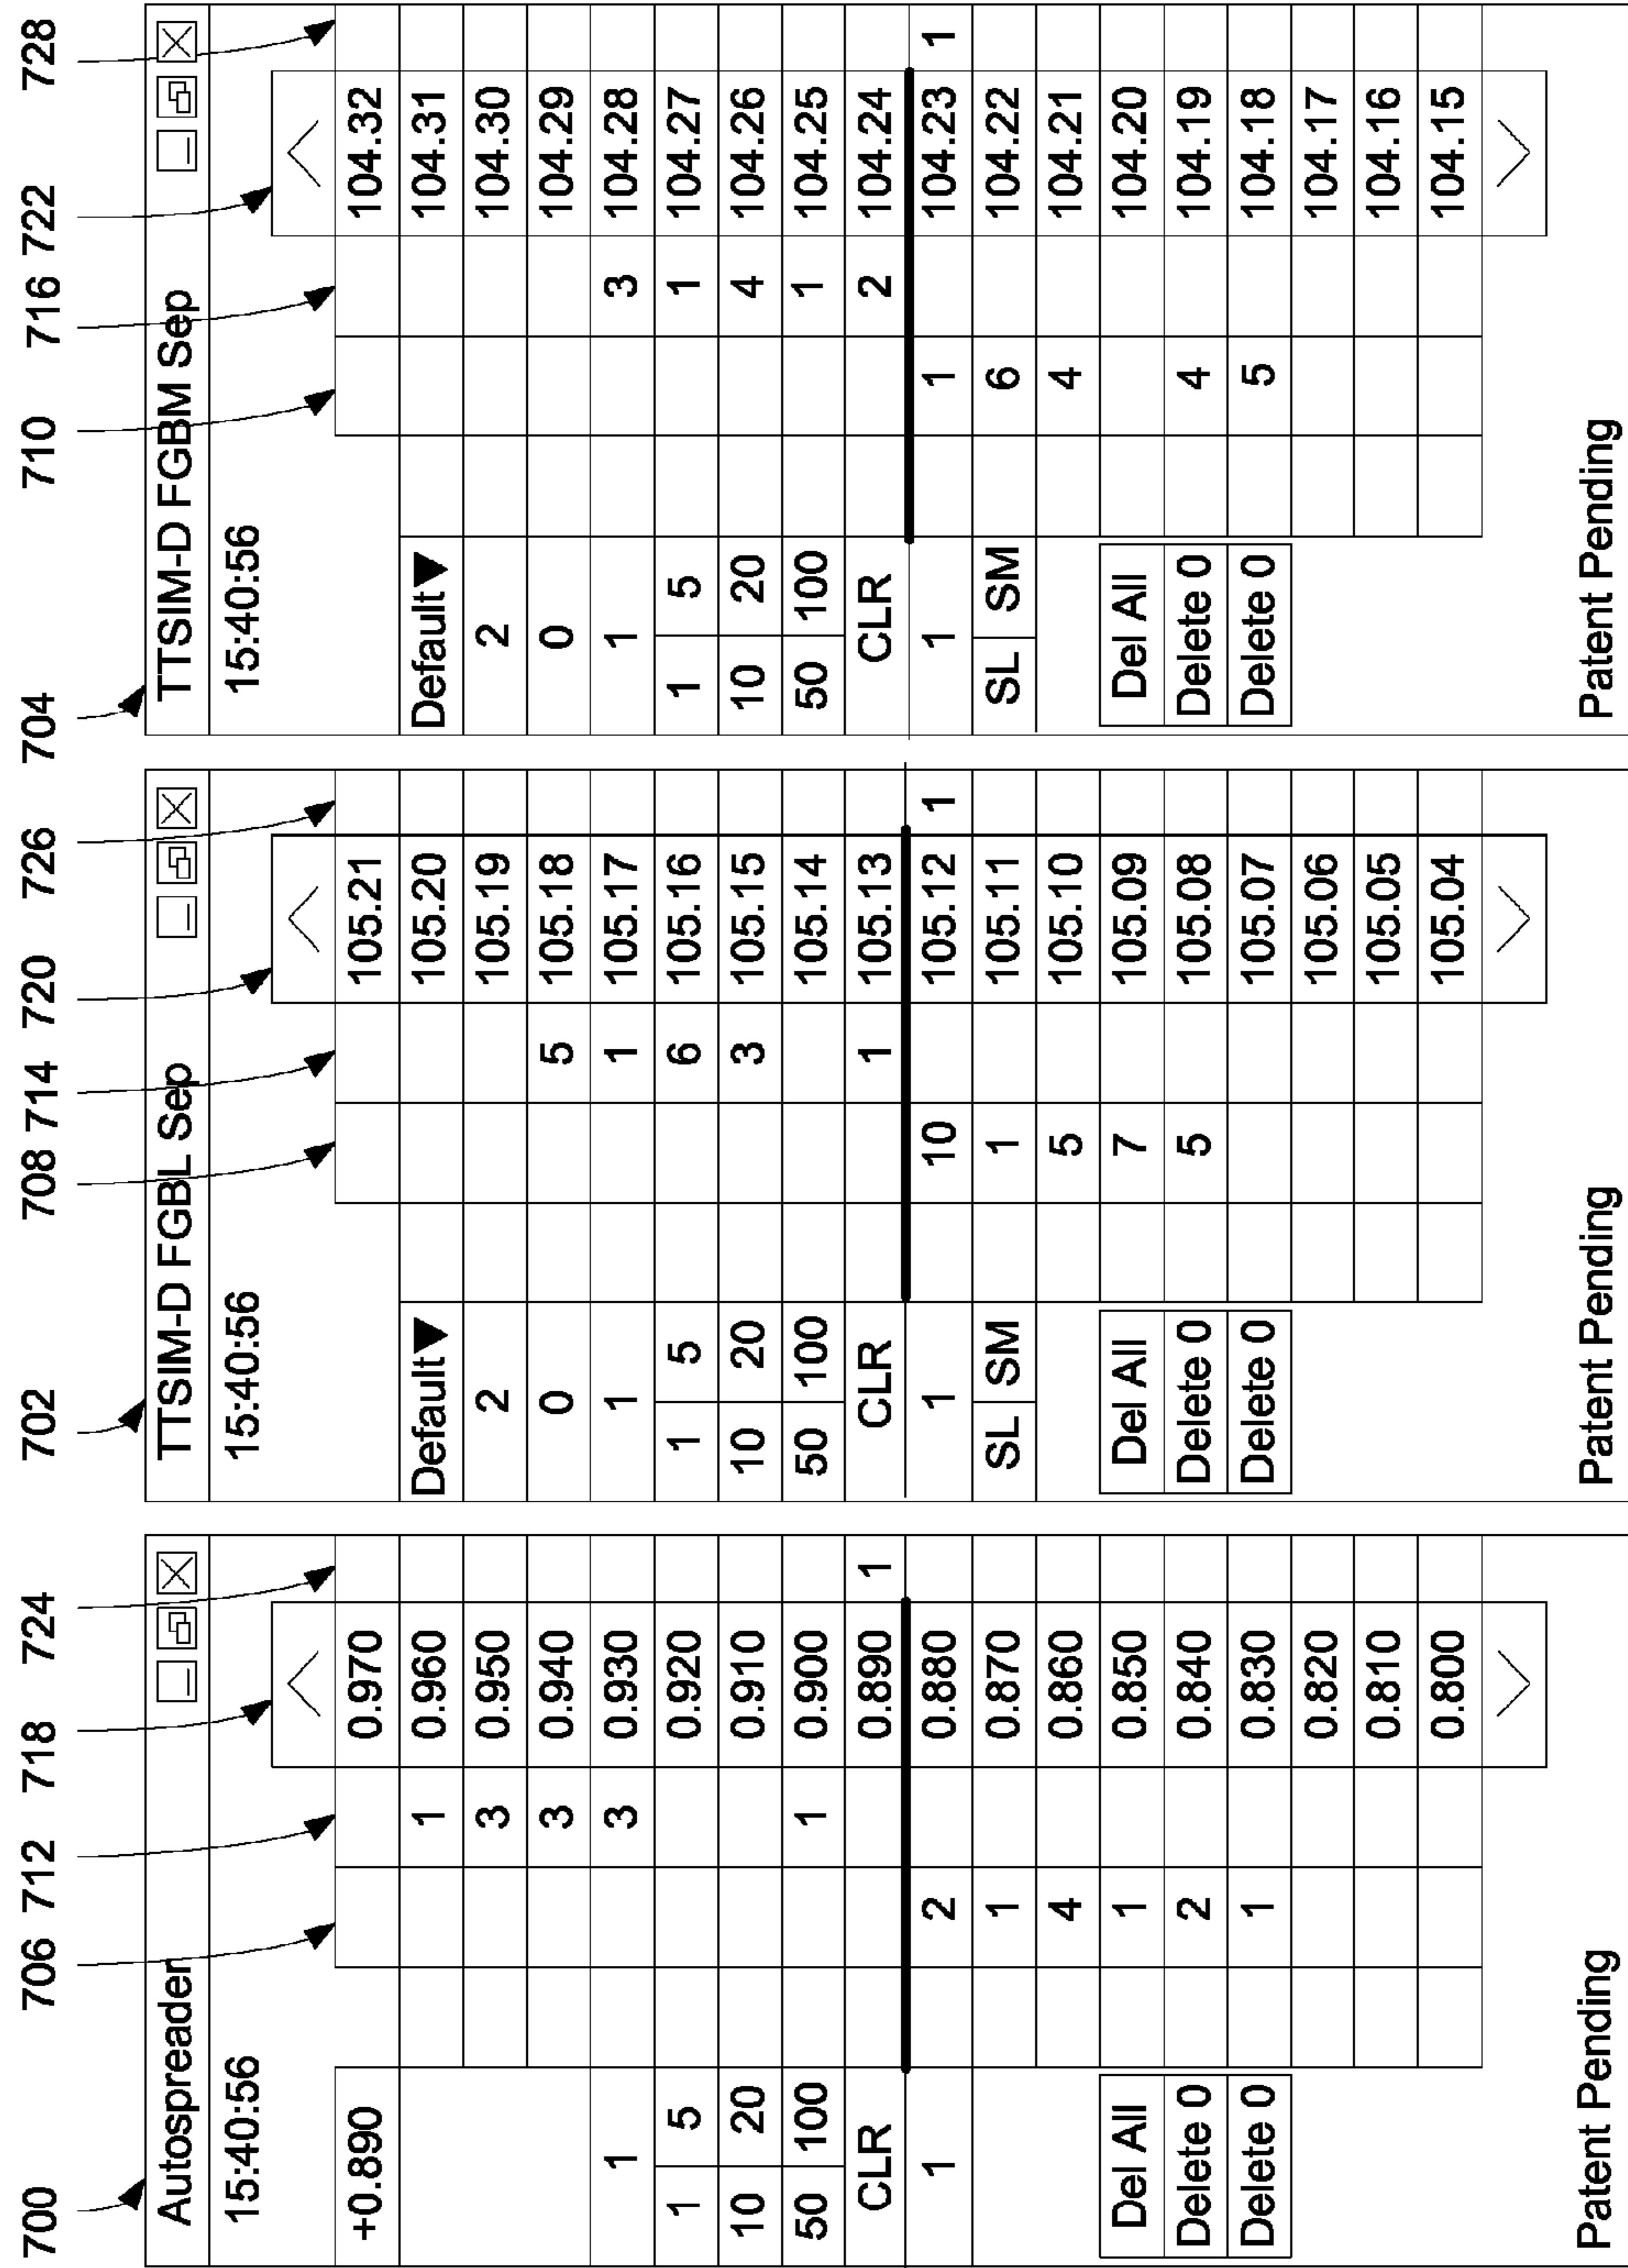 700 706 712 718 724
Autospreader
15:40:56
+0.890 0.970
1 0.960
3 0.950
3 0.940
1 3 0.930
1 5 0.920
10 20 0.910
50 100 1 0.900
CLR 0.890 1
1 2 0.880
1 0.870
4 0.860
Del All 1 0.850
Delete 0 2 0.840
Delete 0 1 0.830
0.820
0.810
0.800
Patent Pending
702 708 714 720 726
TTSIM-D FGBL Sep
15:40:56
105.21
Default▼ 105.20
2 105.19
0 5 105.18
1 1 105.17
1 5 6 105.16
10 20 3 105.15
50 100 105.14
CLR 1 105.13
1 10 105.12 1
SL SM 1 105.11
5 105.10
Del All 7 105.09
Delete 0 5 105.08
Delete 0 105.07
105.06
105.05
105.04
Patent Pending
704 710 716 722 728
TTSIM-D FGBM Sep
15:40:56
104.32
Default▼ 104.31
2 104.30
0 104.29
1 3 104.28
1 5 1 104.27
10 20 4 104.26
50 100 1 104.25
CLR 2 104.24
1 1 104.23 1
SL SM 6 104.22
4 104.21
Del All 104.20
Delete 0 4 104.19
Delete 0 5 104.18
104.17
104.16
104.15
Patent Pending